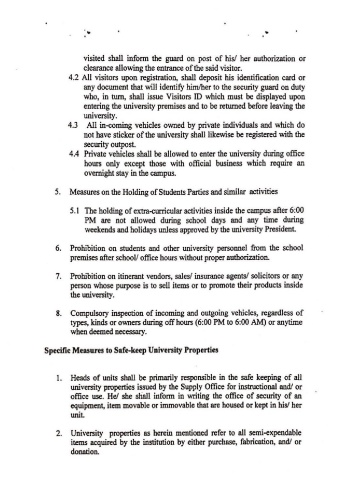 visited shall inform the guard on post of his/ her authorization or
clearance allowing the entrance of the said visitor.
4.2 All visitors upon registration, shall deposit his identification card or
any document that will identify him/her to the security guard on duty
who, in turn, shall issue Visitors ID which must be displayed upon
entering the university premises and to be returned before leaving the
university.
4.3 All in-coming vehicles owned by private individuals and which do
not have sticker of the university shall likewise be registered with the
security outpost.
4.4 Private vehicles shall be allowed to enter the university during office
hours only except those with official business which require an
overnight stay in the campus.
5. Measures on the Holding of Students Parties and similar activities
5.1 The holding of extra-curricular activities inside the campus after 6:00
PM are not allowed during school days and any time during
weekends and holidays unless approved by the university President.
6. Prohibition on students and other university personnel from the school
premises after school/ office hours without proper authorization.
7. Prohibition on itinerant vendors, sales/ insurance agents/ solicitors or any
person whose purpose is to sell items or to promote their products inside
the university.
8. Compulsory inspection of incoming and outgoing vehicles, regardless of
types, kinds or owners during off hours (6:00 PM to 6:00 AM) or anytime
when deemed necessary.
Specific Measures to Safe-keep University Properties
1. Heads of units shall be primarily responsible in the safe keeping of all
university properties issued by the Supply Office for instructional and/ or
office use. He/ she shall inform in writing the office of security of an
equipment, item movable or immovable that are housed or kept in his/ her
unit.
2. University properties as herein mentioned refer to all semi-expendable
items acquired by the institution by either purchase, fabrication, and/ or
donation.